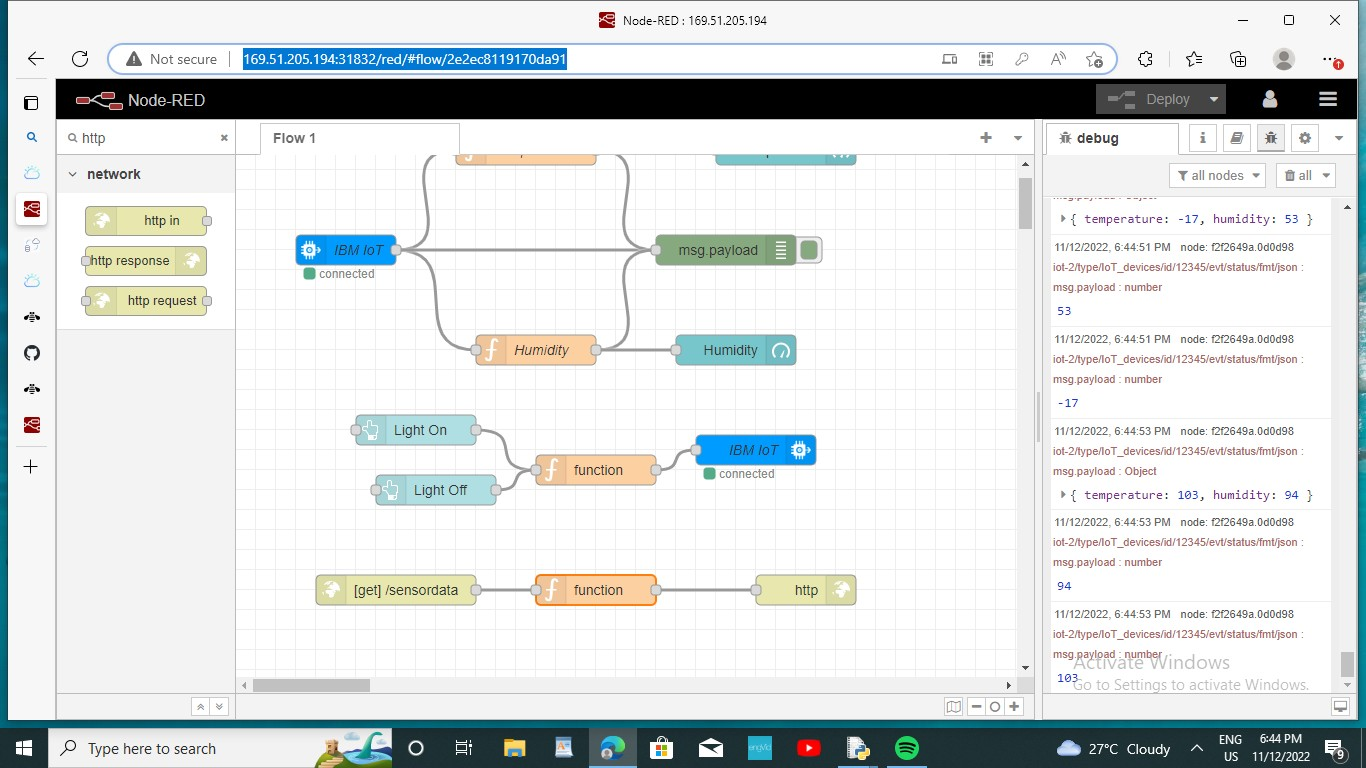 Node-RED : 169.51.205.194
Not secure
169.51.205.194:31832/red/#flow/2e2ec8119170da91
Node-RED
Deploy
http
Flow 1
debug
i
network
all nodes
all
http in
http response
http request
IBM IoT
connected
msg.payload
Humidity
Humidity
Light On
Light Off
function
IBM IoT
connected
[get] /sensordata
function
http
msg.payload : Object
{ temperature: -17, humidity: 53 }
11/12/2022, 6:44:51 PM node: f2f2649a.0d0d98
iot-2/type/IoT_devices/id/12345/evt/status/fmt/json :
msg.payload : number
53
11/12/2022, 6:44:51 PM node: f2f2649a.0d0d98
iot-2/type/IoT_devices/id/12345/evt/status/fmt/json :
msg.payload : number
-17
11/12/2022, 6:44:53 PM node: f2f2649a.0d0d98
iot-2/type/IoT_devices/id/12345/evt/status/fmt/json :
msg.payload : Object
{ temperature: 103, humidity: 94 }
11/12/2022, 6:44:53 PM node: f2f2649a.0d0d98
iot-2/type/IoT_devices/id/12345/evt/status/fmt/json :
msg.payload : number
94
11/12/2022, 6:44:53 PM node: f2f2649a.0d0d98
iot-2/type/IoT_devices/id/12345/evt/status/fmt/json :
msg.payload : number
103
Activate Windows
Go to Settings to activate Windows.
Type here to search
27°C Cloudy
ENG
US
6:44 PM
11/12/2022
9